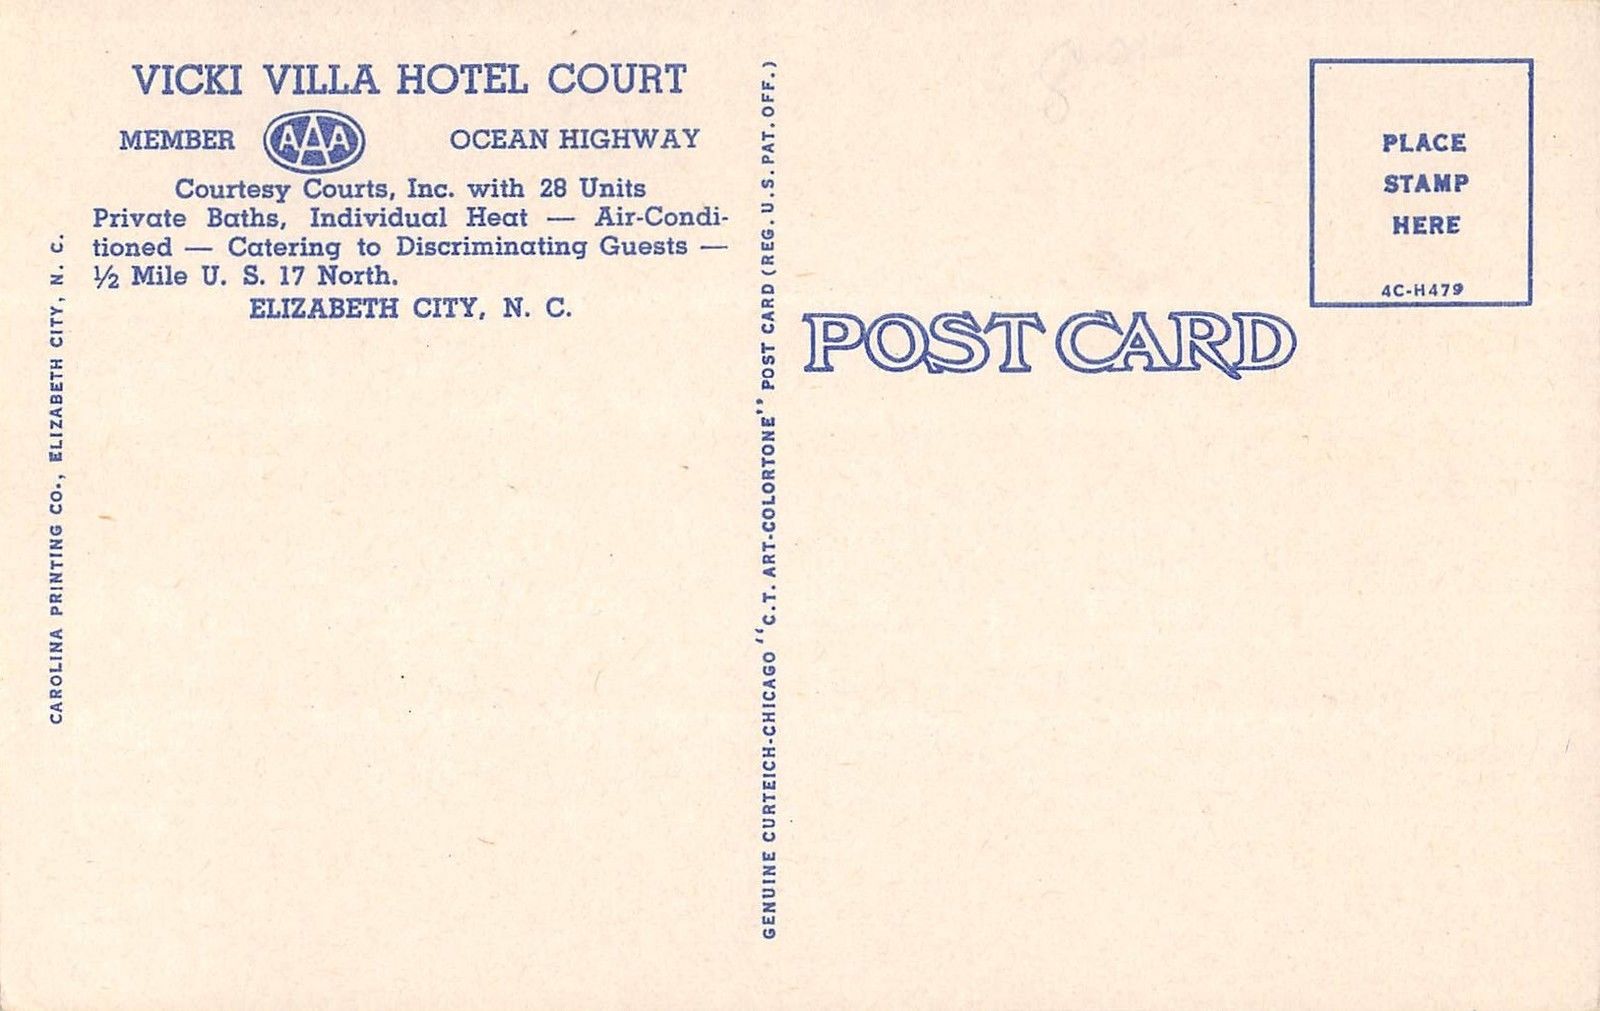 VICKI VILLA HOTEL COURT
MEMBER AAA OCEAN HIGHWAY
Courtesy Courts, Inc. with 28 Units
Private Baths, Individual Heat — Air-Condi-
tioned — Catering to Discriminating Guests —
½ Mile U. S. 17 North.
ELIZABETH CITY, N. C.
CAROLINA PRINTING CO., ELIZABETH CITY, N. C.
GENUINE CURTEICH-CHICAGO "C.T. ART-COLORTONE" POST CARD (REG. U.S. PAT. OFF.)
POST CARD
PLACE
STAMP
HERE
4C-H479